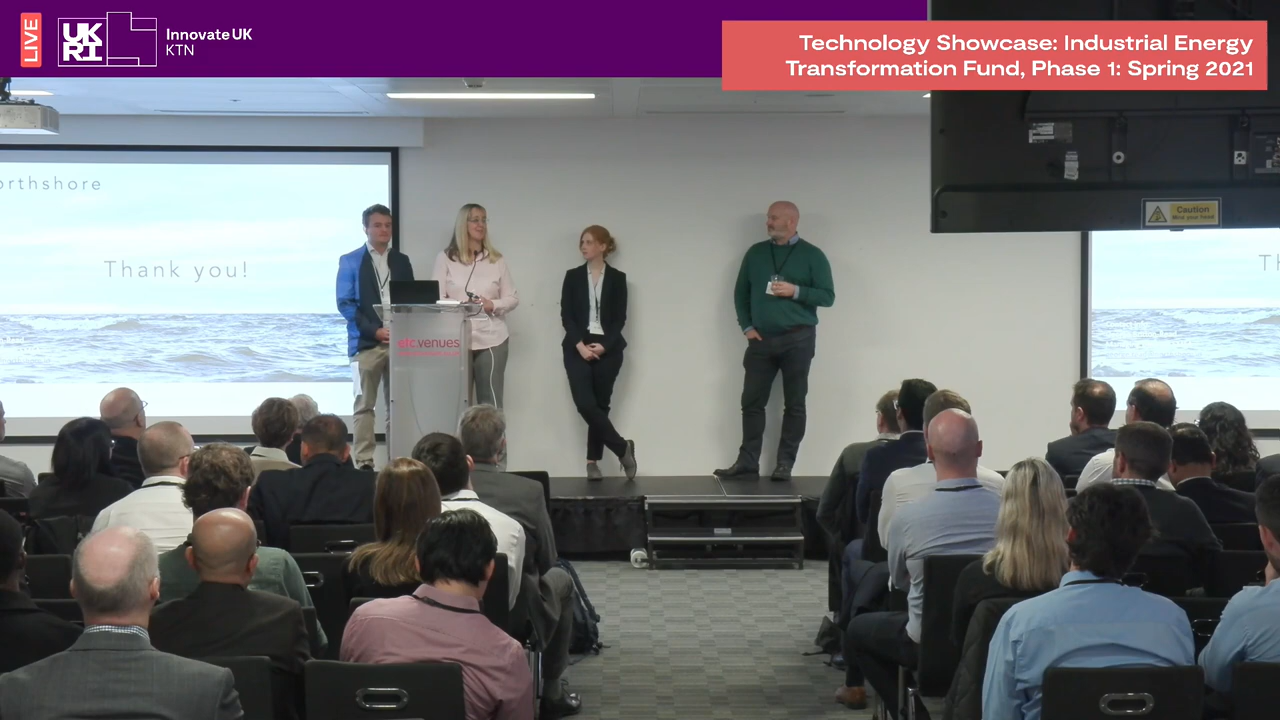 LIVE
UK
RI
Innovate UK
KTN
Technology Showcase: Industrial Energy
Transformation Fund, Phase 1: Spring 2021
orthshore
Thank you!
etc.venues
Caution
Mind your head
Th